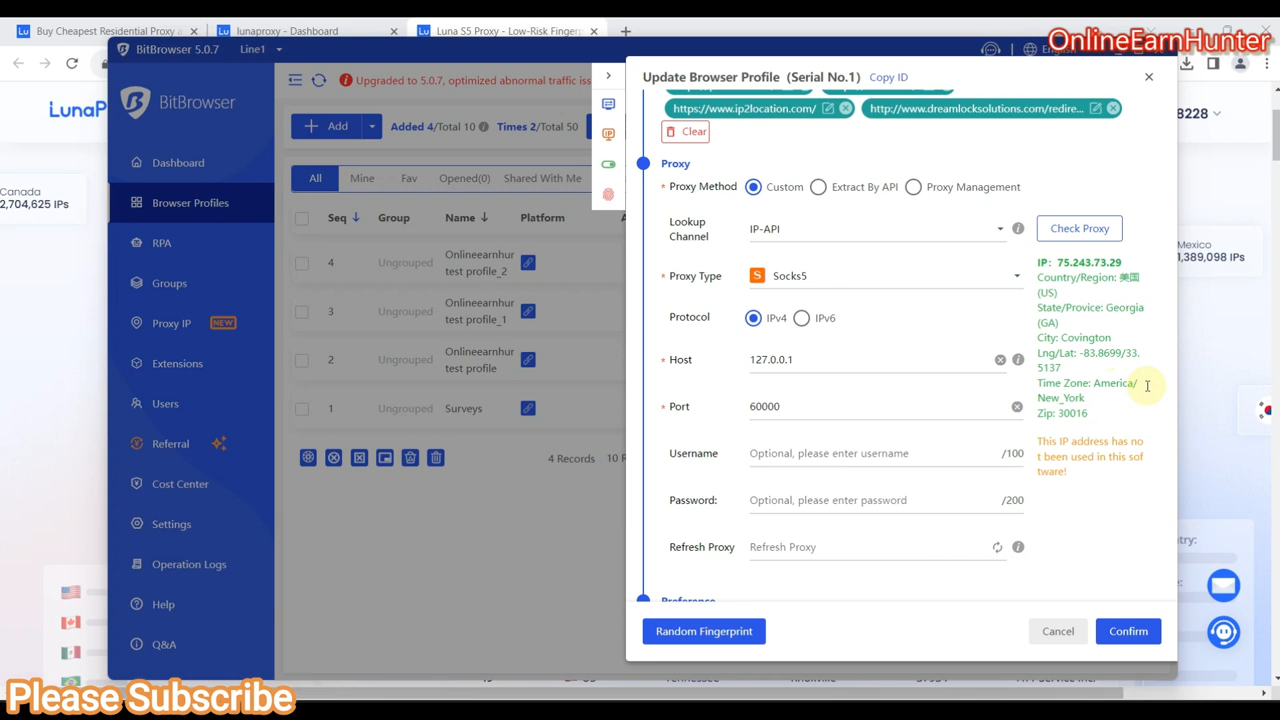 Buy Cheapest Residential Proxy a
lunaproxy - Dashboard
Luna S5 Proxy - Low-Risk Finger
OnlineEarnHunter
BitBrowser 5.0.7
Line1
BitBrowser
Dashboard
Browser Profiles
RPA
Groups
Proxy IP
NEW
Extensions
Users
Referral
Cost Center
Settings
Operation Logs
Help
Q&A
Upgraded to 5.0.7, optimized abnormal traffic iss
Add
Added 4/Total 10
Times 2/Total 50
All
Mine
Fav
Opened(0)
Shared With Me
Seq
Group
Name
Platform
4
Ungrouped
Onlineearnhur
test profile_2
3
Ungrouped
Onlineearnhur
test profile_1
2
Ungrouped
Onlineearnhur
test profile
1
Ungrouped
Surveys
4 Records
Update Browser Profile (Serial No.1)
Copy ID
https://www.ip2location.com/
http://www.dreamlocksolutions.com/redire...
Clear
Proxy
* Proxy Method
Custom
Extract By API
Proxy Management
Lookup
Channel
IP-API
Check Proxy
* Proxy Type
S
Socks5
Protocol
IPv4
IPv6
* Host
127.0.0.1
* Port
60000
Username
Optional, please enter username
/100
Password:
Optional, please enter password
/200
Refresh Proxy
Refresh Proxy
IP: 75.243.73.29
Country/Region: 美国
(US)
State/Provice: Georgia
(GA)
City: Covington
Lng/Lat: -83.8699/33.
5137
Time Zone: America/
New_York
Zip: 30016
This IP address has no
t been used in this sof
tware!
Random Fingerprint
Cancel
Confirm
LunaP
8228
Canada
2,704,625 IPs
Mexico
1,389,098 IPs
Please Subscribe